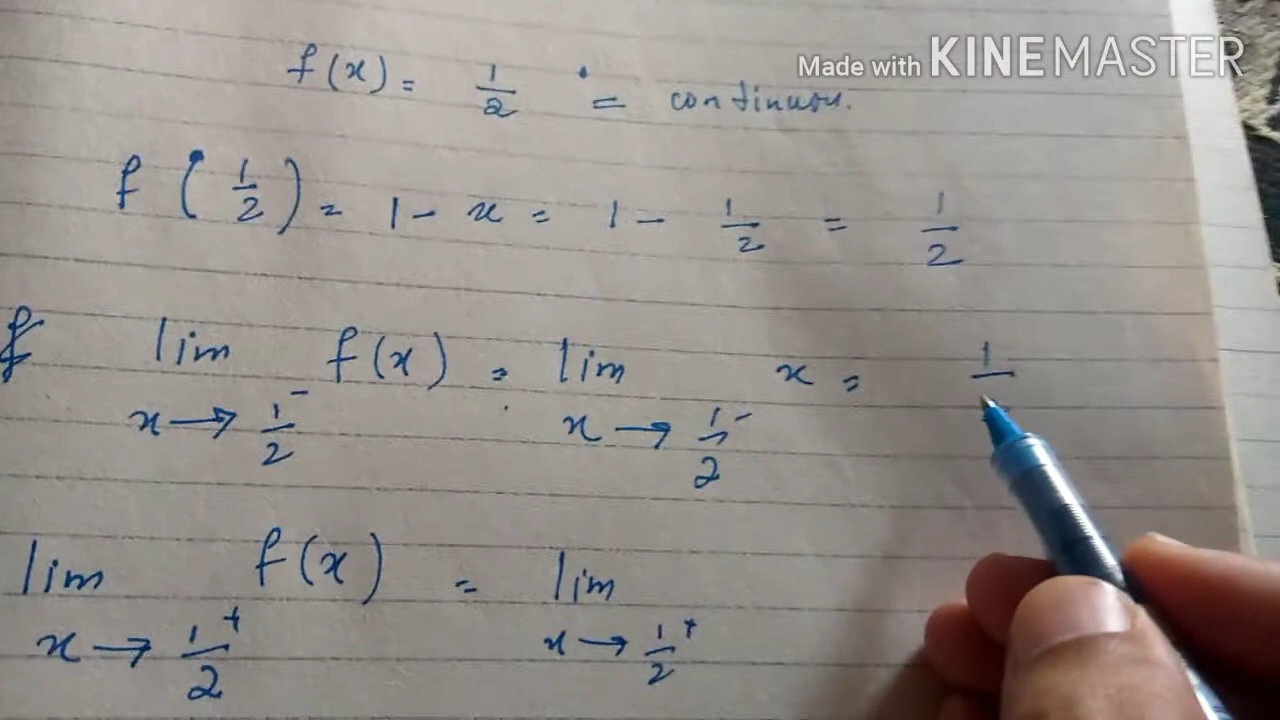 Made with KINEMASTER
f(x) = 1/2 = continuou.
f(1/2) = 1 - x = 1 - 1/2 = 1/2
f lim f(x) = lim x = 1
x → 1/2⁻ x → 1/2⁻
lim f(x) = lim
x → 1/2⁺ x → 1/2⁺